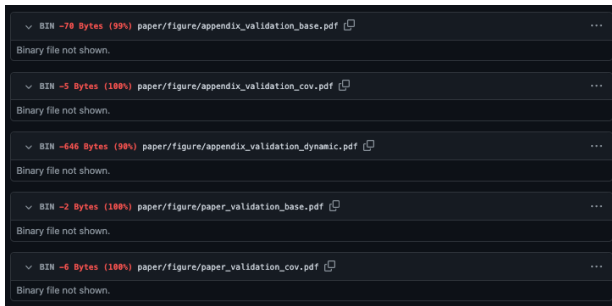 BIN -70 Bytes (99%) paper/figure/appendix_validation_base.pdf
Binary file not shown.
BIN -5 Bytes (100%) paper/figure/appendix_validation_cov.pdf
Binary file not shown.
BIN -646 Bytes (90%) paper/figure/appendix_validation_dynamic.pdf
Binary file not shown.
BIN -2 Bytes (100%) paper/figure/paper_validation_base.pdf
Binary file not shown.
BIN -6 Bytes (100%) paper/figure/paper_validation_cov.pdf
Binary file not shown.